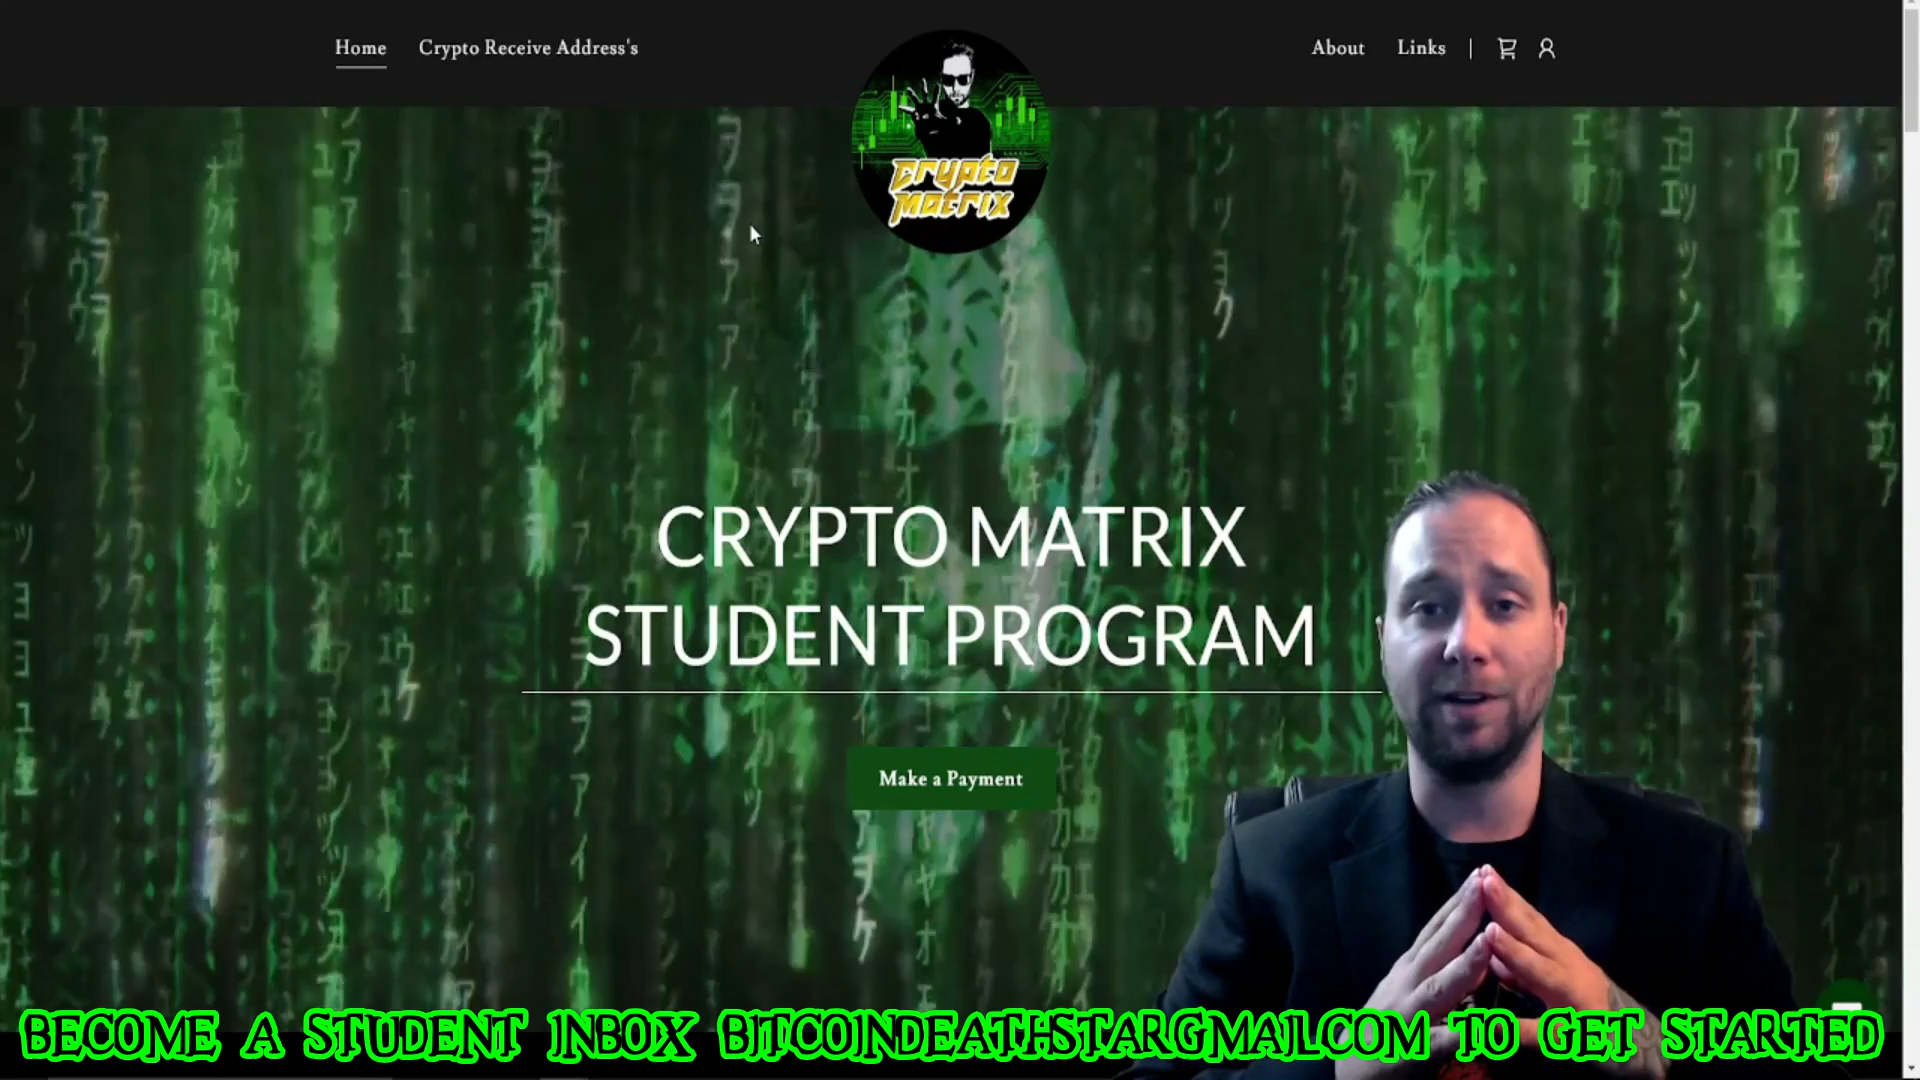 Home
Crypto Receive Address's
About
Links
Crypto
Matrix
CRYPTO MATRIX
STUDENT PROGRAM
Make a Payment
BECOME A STUDENT INBOX BITCOINDEATHSTARGMAIL.COM TO GET STARTED